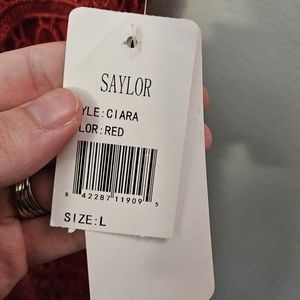 SAYLOR
YLE:CIARA
LOR:RED
8 42287 11909 5
SIZE:L